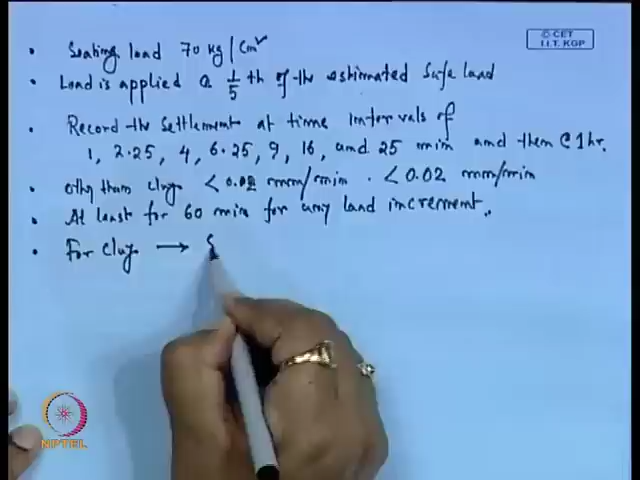 © CET
I.I.T. KGP
• Seating load 70 kg/cm²
• Load is applied @ 1/5 th of the estimated safe load
• Record the settlement at time intervals of
1, 2.25, 4, 6.25, 9, 16, and 25 min and then @ 1 hr.
• Other than clay < 0.02 mm/min . < 0.02 mm/min
• At least for 60 min for any load increment.
• For clay → S
NPTEL